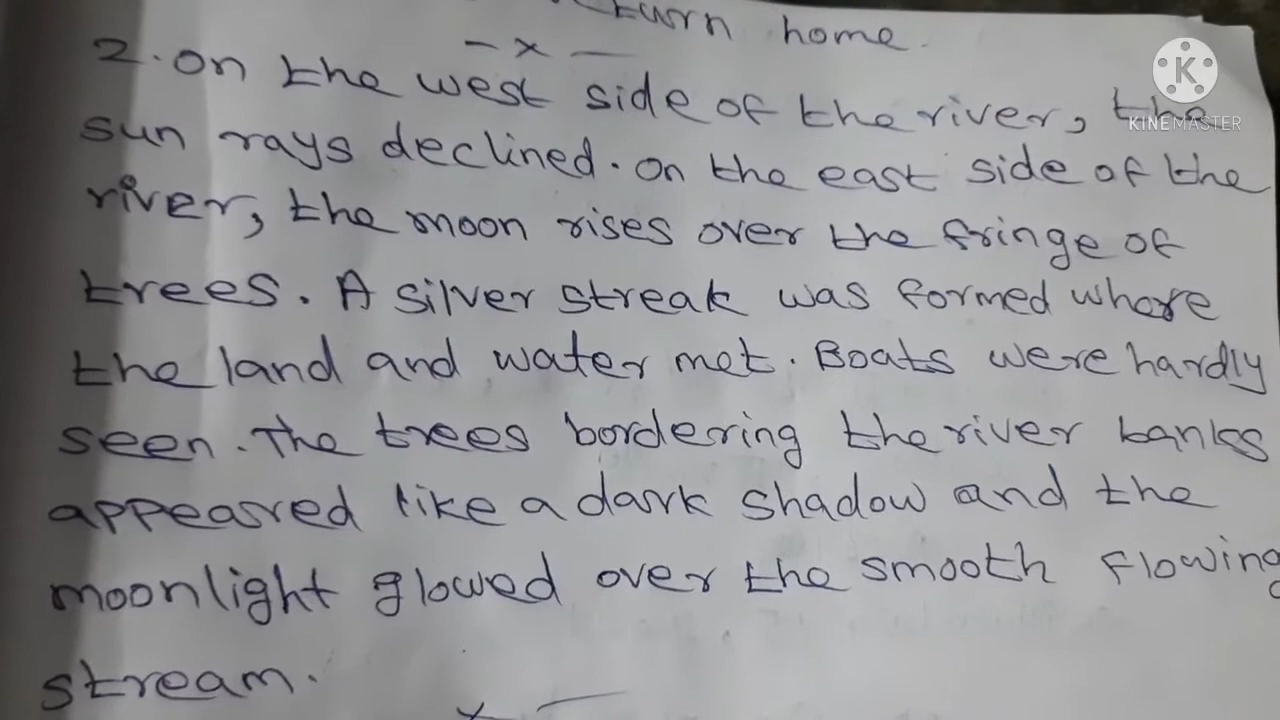 turn home.
- x -
2. On the west side of the river, the
sun rays declined. On the east side of the
river, the moon rises over the fringe of
trees. A silver streak was formed where
the land and water met. Boats were hardly
seen. The trees bordering the river banks
appeared like a dark shadow and the
moonlight glowed over the smooth flowing
stream.
x -
K
KINEMASTER